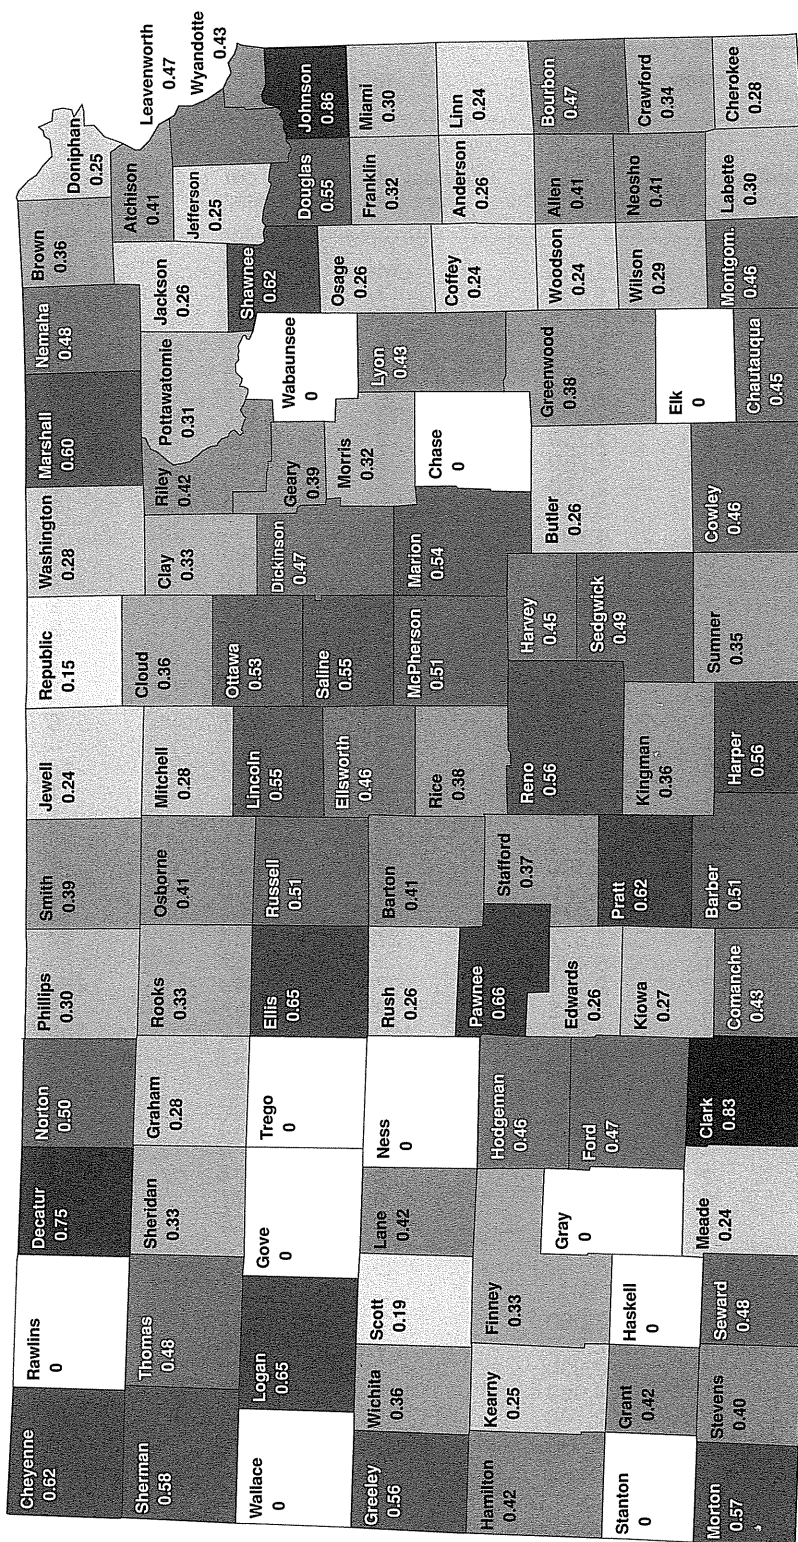 Cheyenne
0.62
Rawlins
0
Decatur
0.75
Norton
0.50
Phillips
0.30
Smith
0.39
Jewell
0.24
Republic
0.15
Washington
0.28
Marshall
0.60
Nemaha
0.48
Brown
0.36
Doniphan
0.25
Sherman
0.58
Thomas
0.48
Sheridan
0.33
Graham
0.28
Rooks
0.33
Osborne
0.41
Mitchell
0.28
Cloud
0.36
Clay
0.33
Riley
0.42
Pottawatomie
0.31
Jackson
0.26
Atchison
0.41
Jefferson
0.25
Leavenworth
0.47
Wyandotte
0.43
Wallace
0
Logan
0.65
Gove
0
Trego
0
Ellis
0.65
Russell
0.51
Lincoln
0.55
Ottawa
0.53
Saline
0.55
Dickinson
0.47
Geary
0.39
Wabaunsee
0
Shawnee
0.62
Douglas
0.55
Johnson
0.86
Greeley
0.56
Wichita
0.36
Scott
0.19
Lane
0.42
Ness
0
Rush
0.26
Barton
0.41
Ellsworth
0.46
Rice
0.38
McPherson
0.51
Marion
0.54
Morris
0.32
Chase
0
Lyon
0.43
Osage
0.26
Franklin
0.32
Miami
0.30
Hamilton
0.42
Kearny
0.25
Finney
0.33
Hodgeman
0.46
Pawnee
0.66
Edwards
0.26
Stafford
0.37
Reno
0.56
Harvey
0.45
Sedgwick
0.49
Butler
0.26
Greenwood
0.38
Coffey
0.24
Anderson
0.26
Linn
0.24
Woodson
0.24
Allen
0.41
Bourbon
0.47
Stanton
0
Grant
0.42
Haskell
0
Gray
0
Ford
0.47
Kiowa
0.27
Pratt
0.62
Kingman
0.36
Elk
0
Wilson
0.29
Neosho
0.41
Crawford
0.34
Morton
0.57
Stevens
0.40
Seward
0.48
Meade
0.24
Clark
0.83
Comanche
0.43
Barber
0.51
Harper
0.56
Sumner
0.35
Cowley
0.46
Chautauqua
0.45
Montgom.
0.46
Labette
0.30
Cherokee
0.28